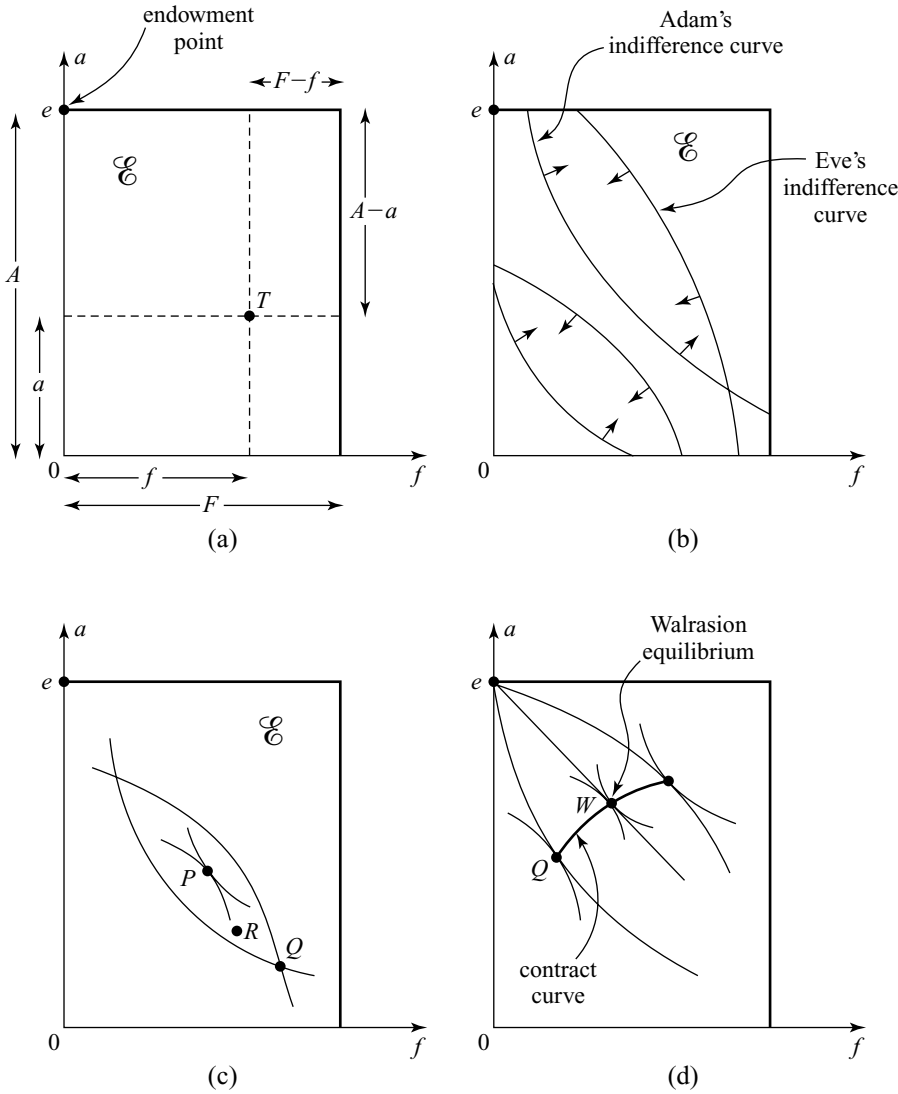 endowment
point
a
F−f
e
ℰ
A−a
A
T
a
0
f
f
F
(a)
Adam's
indifference curve
a
e
ℰ
Eve's
indifference
curve
0
f
(b)
a
e
ℰ
P
R
Q
0
f
(c)
Walrasion
equilibrium
a
e
W
Q
contract
curve
0
f
(d)